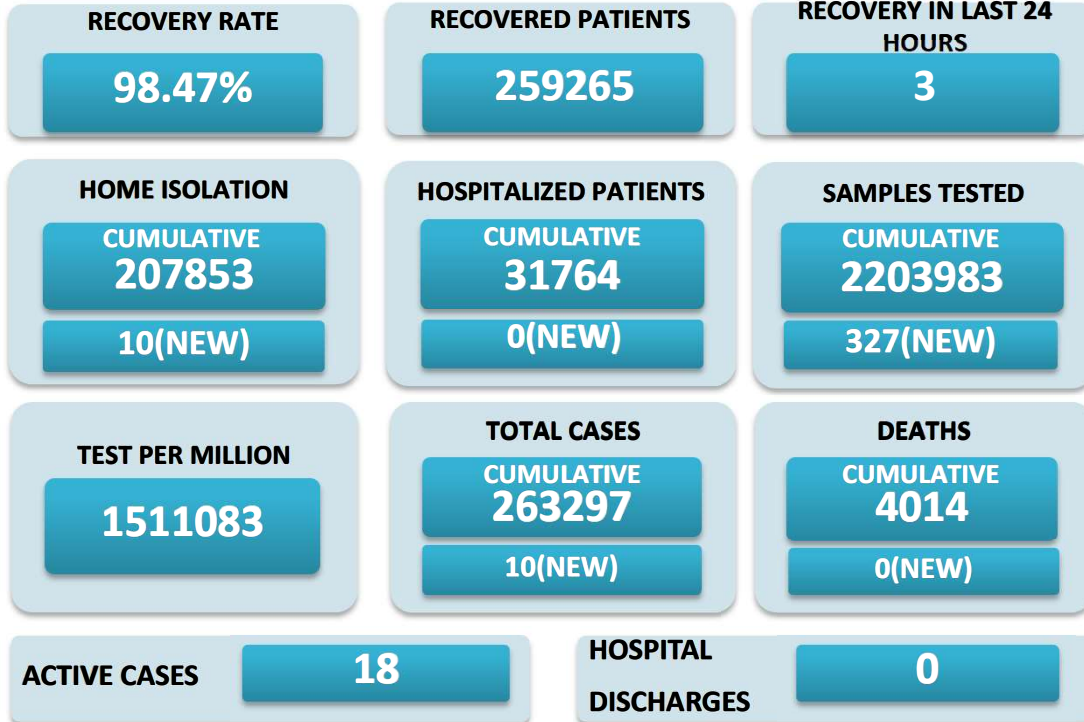 RECOVERY RATE
98.47%
RECOVERED PATIENTS
259265
RECOVERY IN LAST 24
HOURS
3
HOME ISOLATION
CUMULATIVE
207853
10(NEW)
HOSPITALIZED PATIENTS
CUMULATIVE
31764
0(NEW)
SAMPLES TESTED
CUMULATIVE
2203983
327(NEW)
TEST PER MILLION
1511083
TOTAL CASES
CUMULATIVE
263297
10(NEW)
DEATHS
CUMULATIVE
4014
0(NEW)
ACTIVE CASES
18
HOSPITAL
DISCHARGES
0